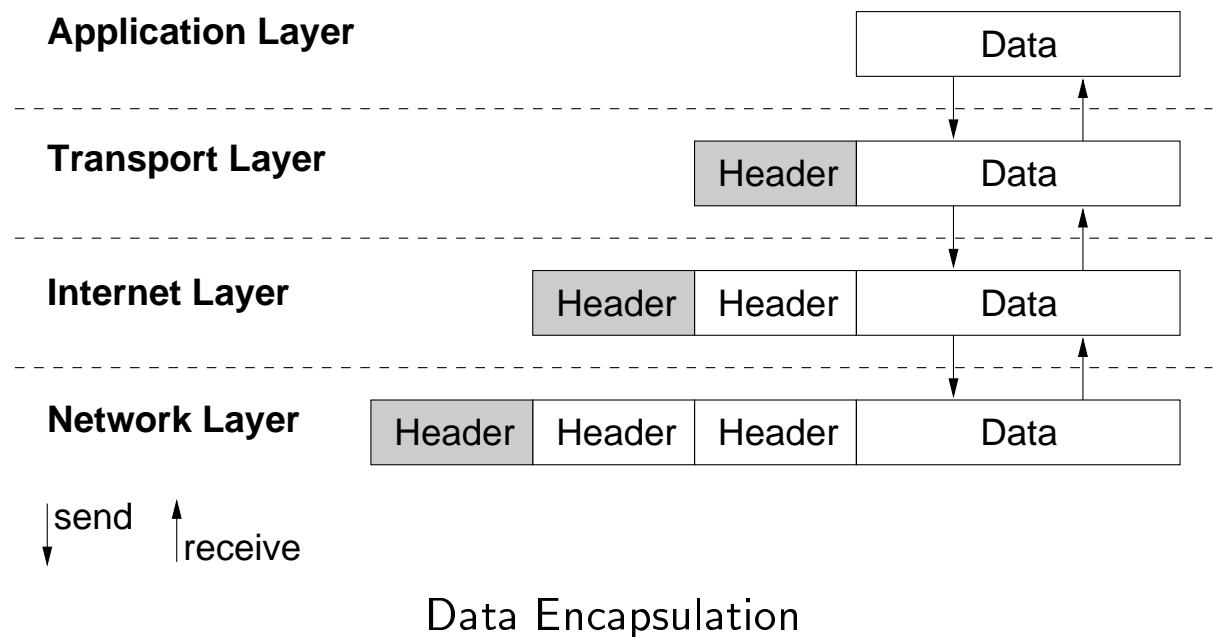 Application Layer
Data
Transport Layer
Header Data
Internet Layer
Header Header Data
Network Layer
Header Header Header Data
send
receive
Data Encapsulation